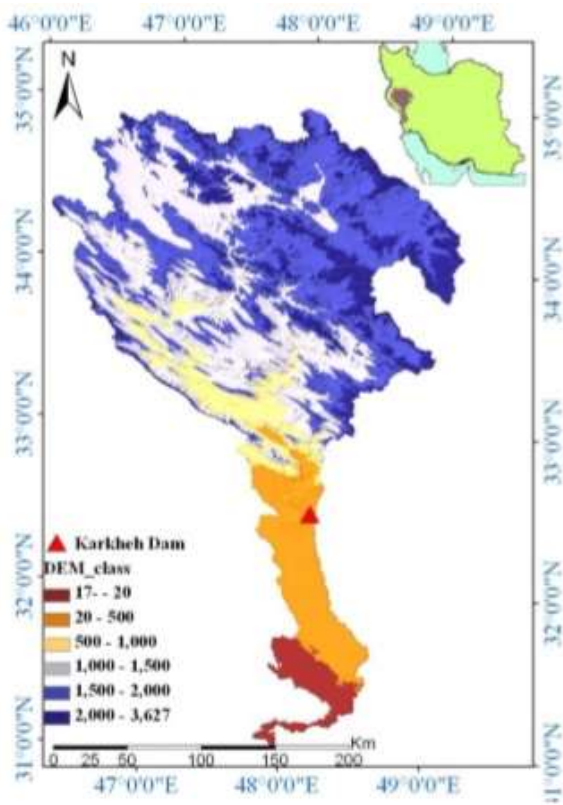 46°0'0"E 47°0'0"E 48°0'0"E 49°0'0"E
N
35°0'0"N
34°0'0"N
33°0'0"N
32°0'0"N
31°0'0"N
35°0'0"N
34°0'0"N
33°0'0"N
32°0'0"N
31°0'0"N
Karkheh Dam
DEM_class
17- - 20
20 - 500
500 - 1,000
1,000 - 1,500
1,500 - 2,000
2,000 - 3,627
Km
0 25 50 100 150 200
47°0'0"E 48°0'0"E 49°0'0"E